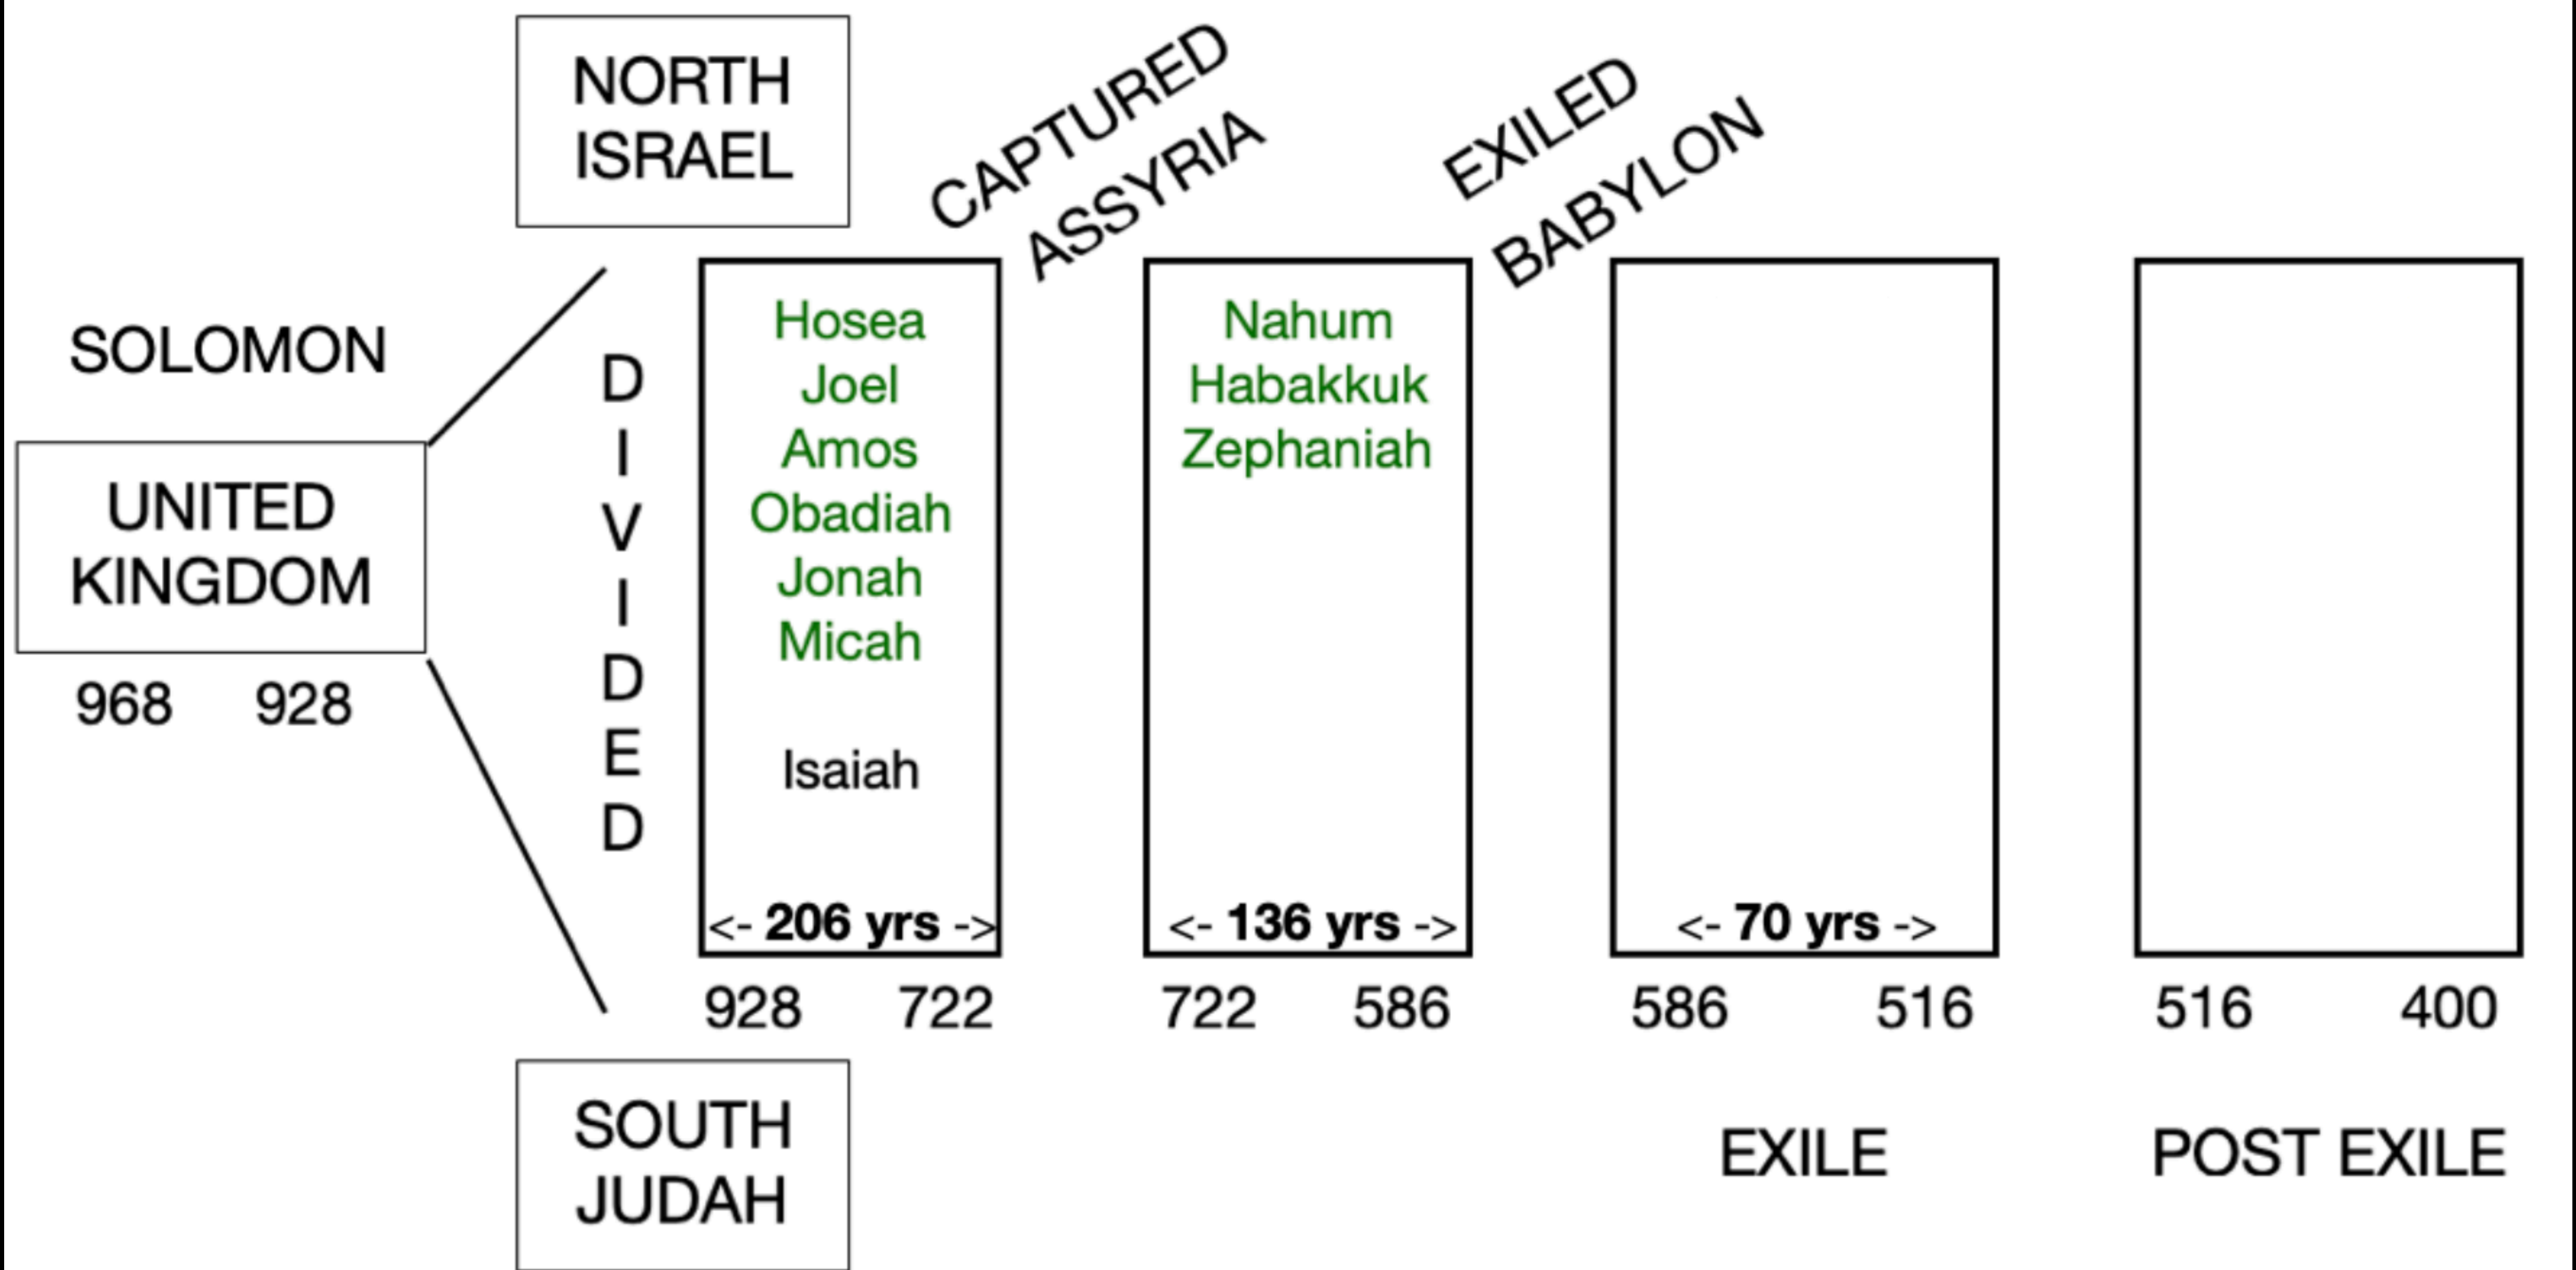 NORTH
ISRAEL
CAPTURED
ASSYRIA
EXILED
BABYLON
SOLOMON
UNITED
KINGDOM
968 928
DIVIDED
Hosea
Joel
Amos
Obadiah
Jonah
Micah
Isaiah
<- 206 yrs ->
928 722
Nahum
Habakkuk
Zephaniah
<- 136 yrs ->
722 586
<- 70 yrs ->
586 516
EXILE
516 400
POST EXILE
SOUTH
JUDAH